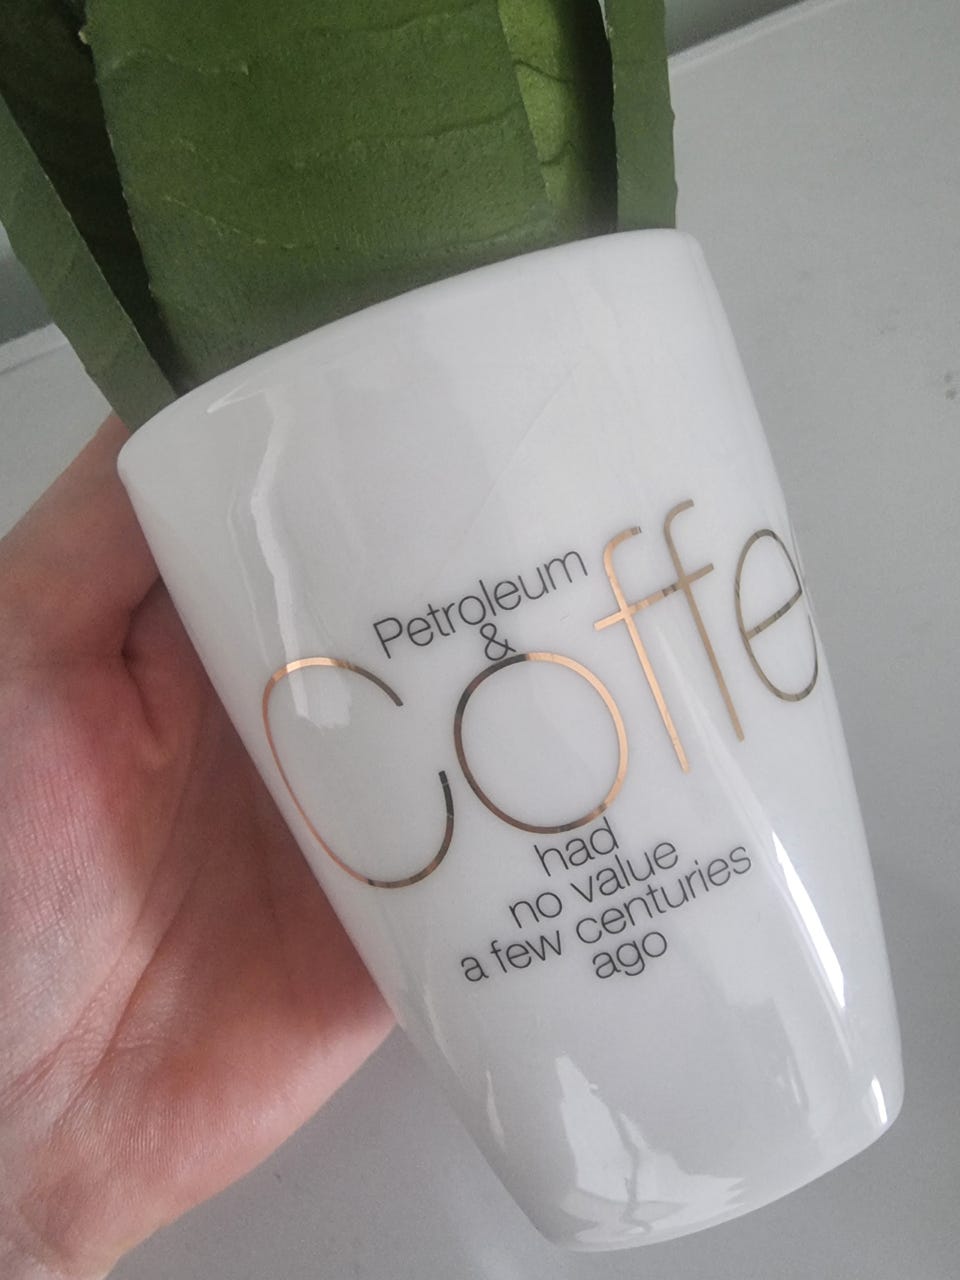 Petroleum
&
Coffe
had
no value
a few centuries
ago